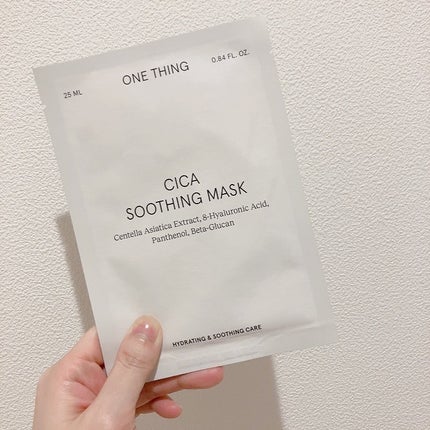 ONE THING
25 ML
0.84 FL. OZ.
CICA
SOOTHING MASK
Centella Asiatica Extract, 8-Hyaluronic Acid,
Panthenol, Beta-Glucan
HYDRATING & SOOTHING CARE